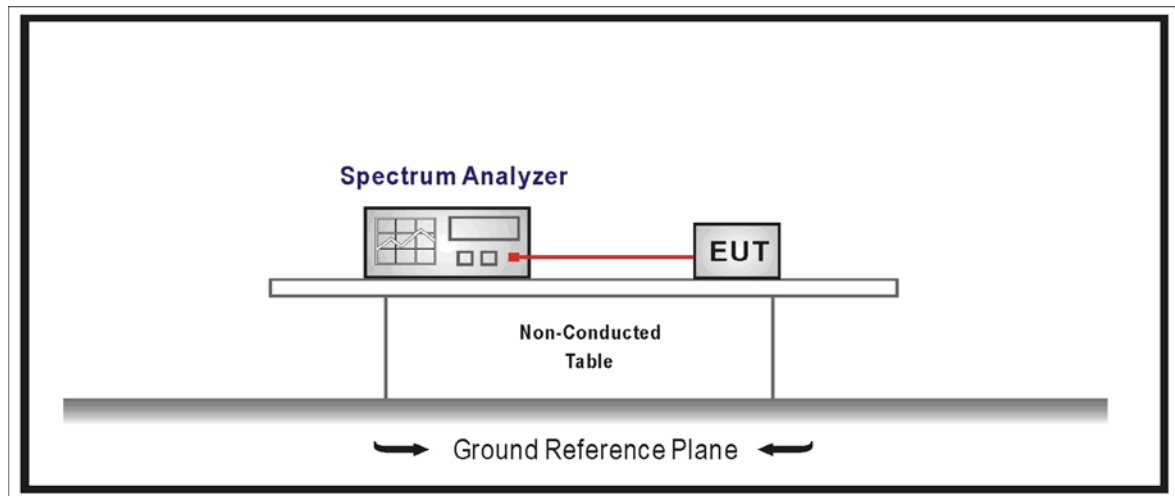 Spectrum Analyzer
EUT
Non-Conducted
Table
Ground Reference Plane